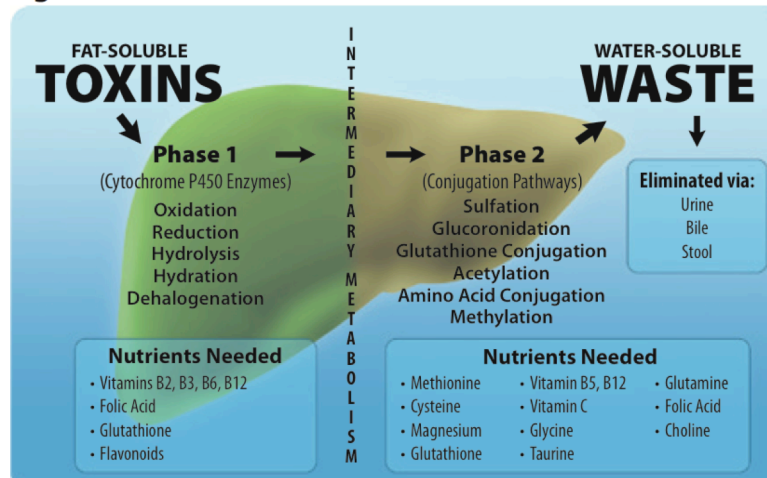 FAT-SOLUBLE
TOXINS
Phase 1
(Cytochrome P450 Enzymes)
Oxidation
Reduction
Hydrolysis
Hydration
Dehalogenation
Nutrients Needed
• Vitamins B2, B3, B6, B12
• Folic Acid
• Glutathione
• Flavonoids
INTERMEDIARY METABOLISM
Phase 2
(Conjugation Pathways)
Sulfation
Glucoronidation
Glutathione Conjugation
Acetylation
Amino Acid Conjugation
Methylation
Nutrients Needed
• Methionine
• Cysteine
• Magnesium
• Glutathione
• Vitamin B5, B12
• Vitamin C
• Glycine
• Taurine
• Glutamine
• Folic Acid
• Choline
WATER-SOLUBLE
WASTE
Eliminated via:
Urine
Bile
Stool